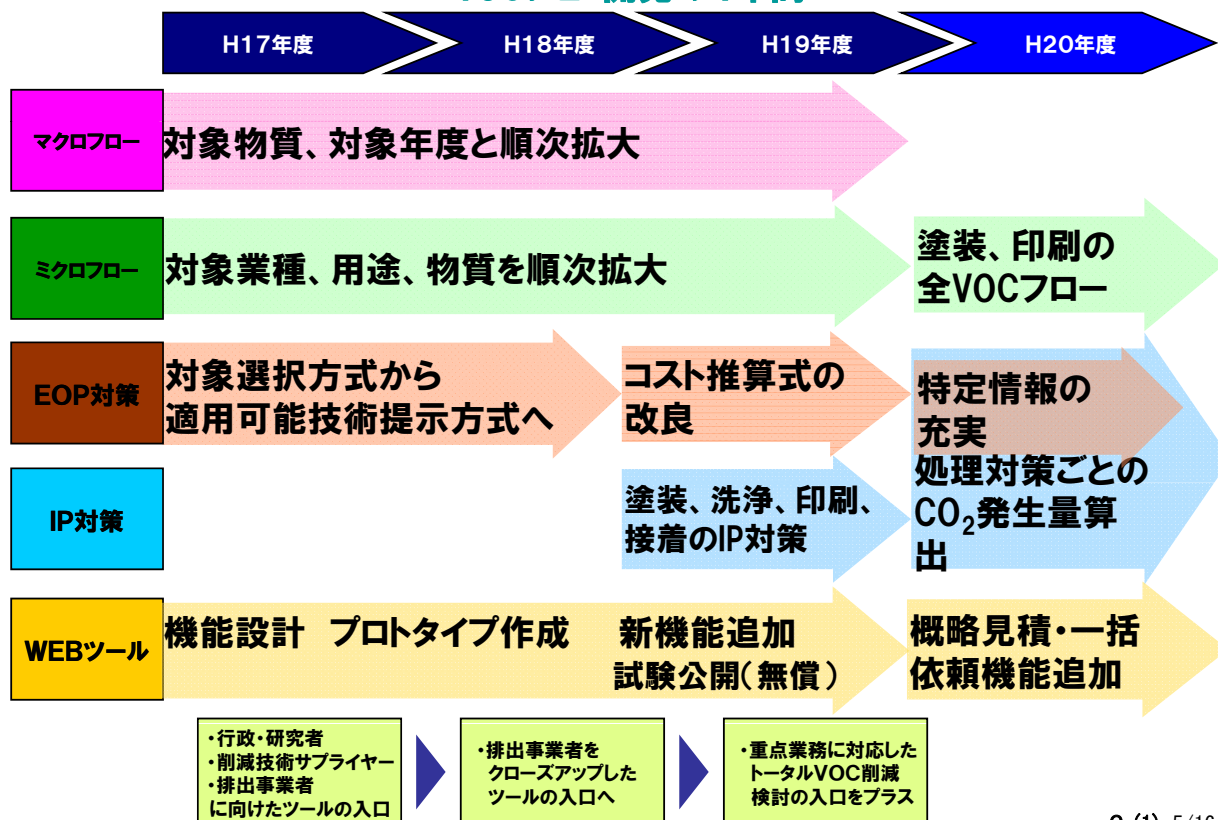 H17年度
H18年度
H19年度
H20年度
マクロフロー
対象物質、対象年度と順次拡大
ミクロフロー
対象業種、用途、物質を順次拡大
塗装、印刷の
全VOCフロー
EOP対策
対象選択方式から
適用可能技術提示方式へ
コスト推算式の
改良
特定情報の
充実
IP対策
塗装、洗浄、印刷、
接着のIP対策
処理対策ごとの
CO2発生量算
出
WEBツール
機能設計 プロトタイプ作成
新機能追加
試験公開（無償）
概略見積・一括
依頼機能追加
・行政・研究者
・削減技術サプライヤー
・排出事業者
に向けたツールの入口
・排出事業者を
クローズアップした
ツールの入口へ
・重点業務に対応した
トータルVOC削減
検討の入口をプラス